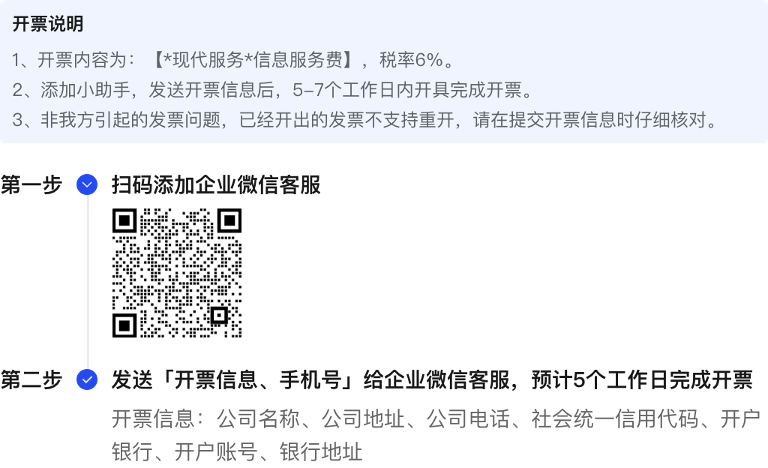 开票说明
1、开票内容为：【*现代服务*信息服务费】，税率6%。
2、添加小助手，发送开票信息后，5-7个工作日内开具完成开票。
3、非我方引起的发票问题，已经开出的发票不支持重开，请在提交开票信息时仔细核对。
第一步 扫码添加企业微信客服
第二步 发送「开票信息、手机号」给企业微信客服，预计5个工作日完成开票
开票信息：公司名称、公司地址、公司电话、社会统一信用代码、开户
银行、开户账号、银行地址